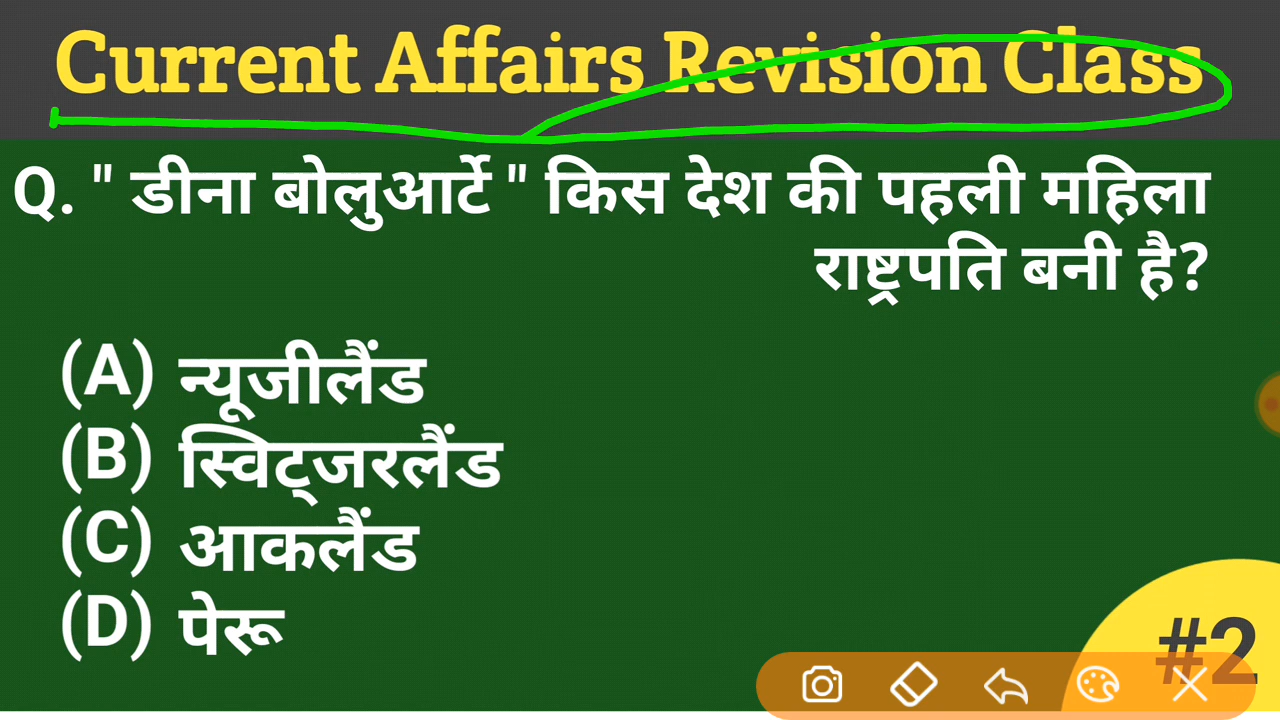 Current Affairs Revision Class
Q. " डीना बोलुआर्टे " किस देश की पहली महिला
राष्ट्रपति बनी है?
(A) न्यूजीलैंड
(B) स्विट्जरलैंड
(C) आकलैंड
(D) पेरू
#2